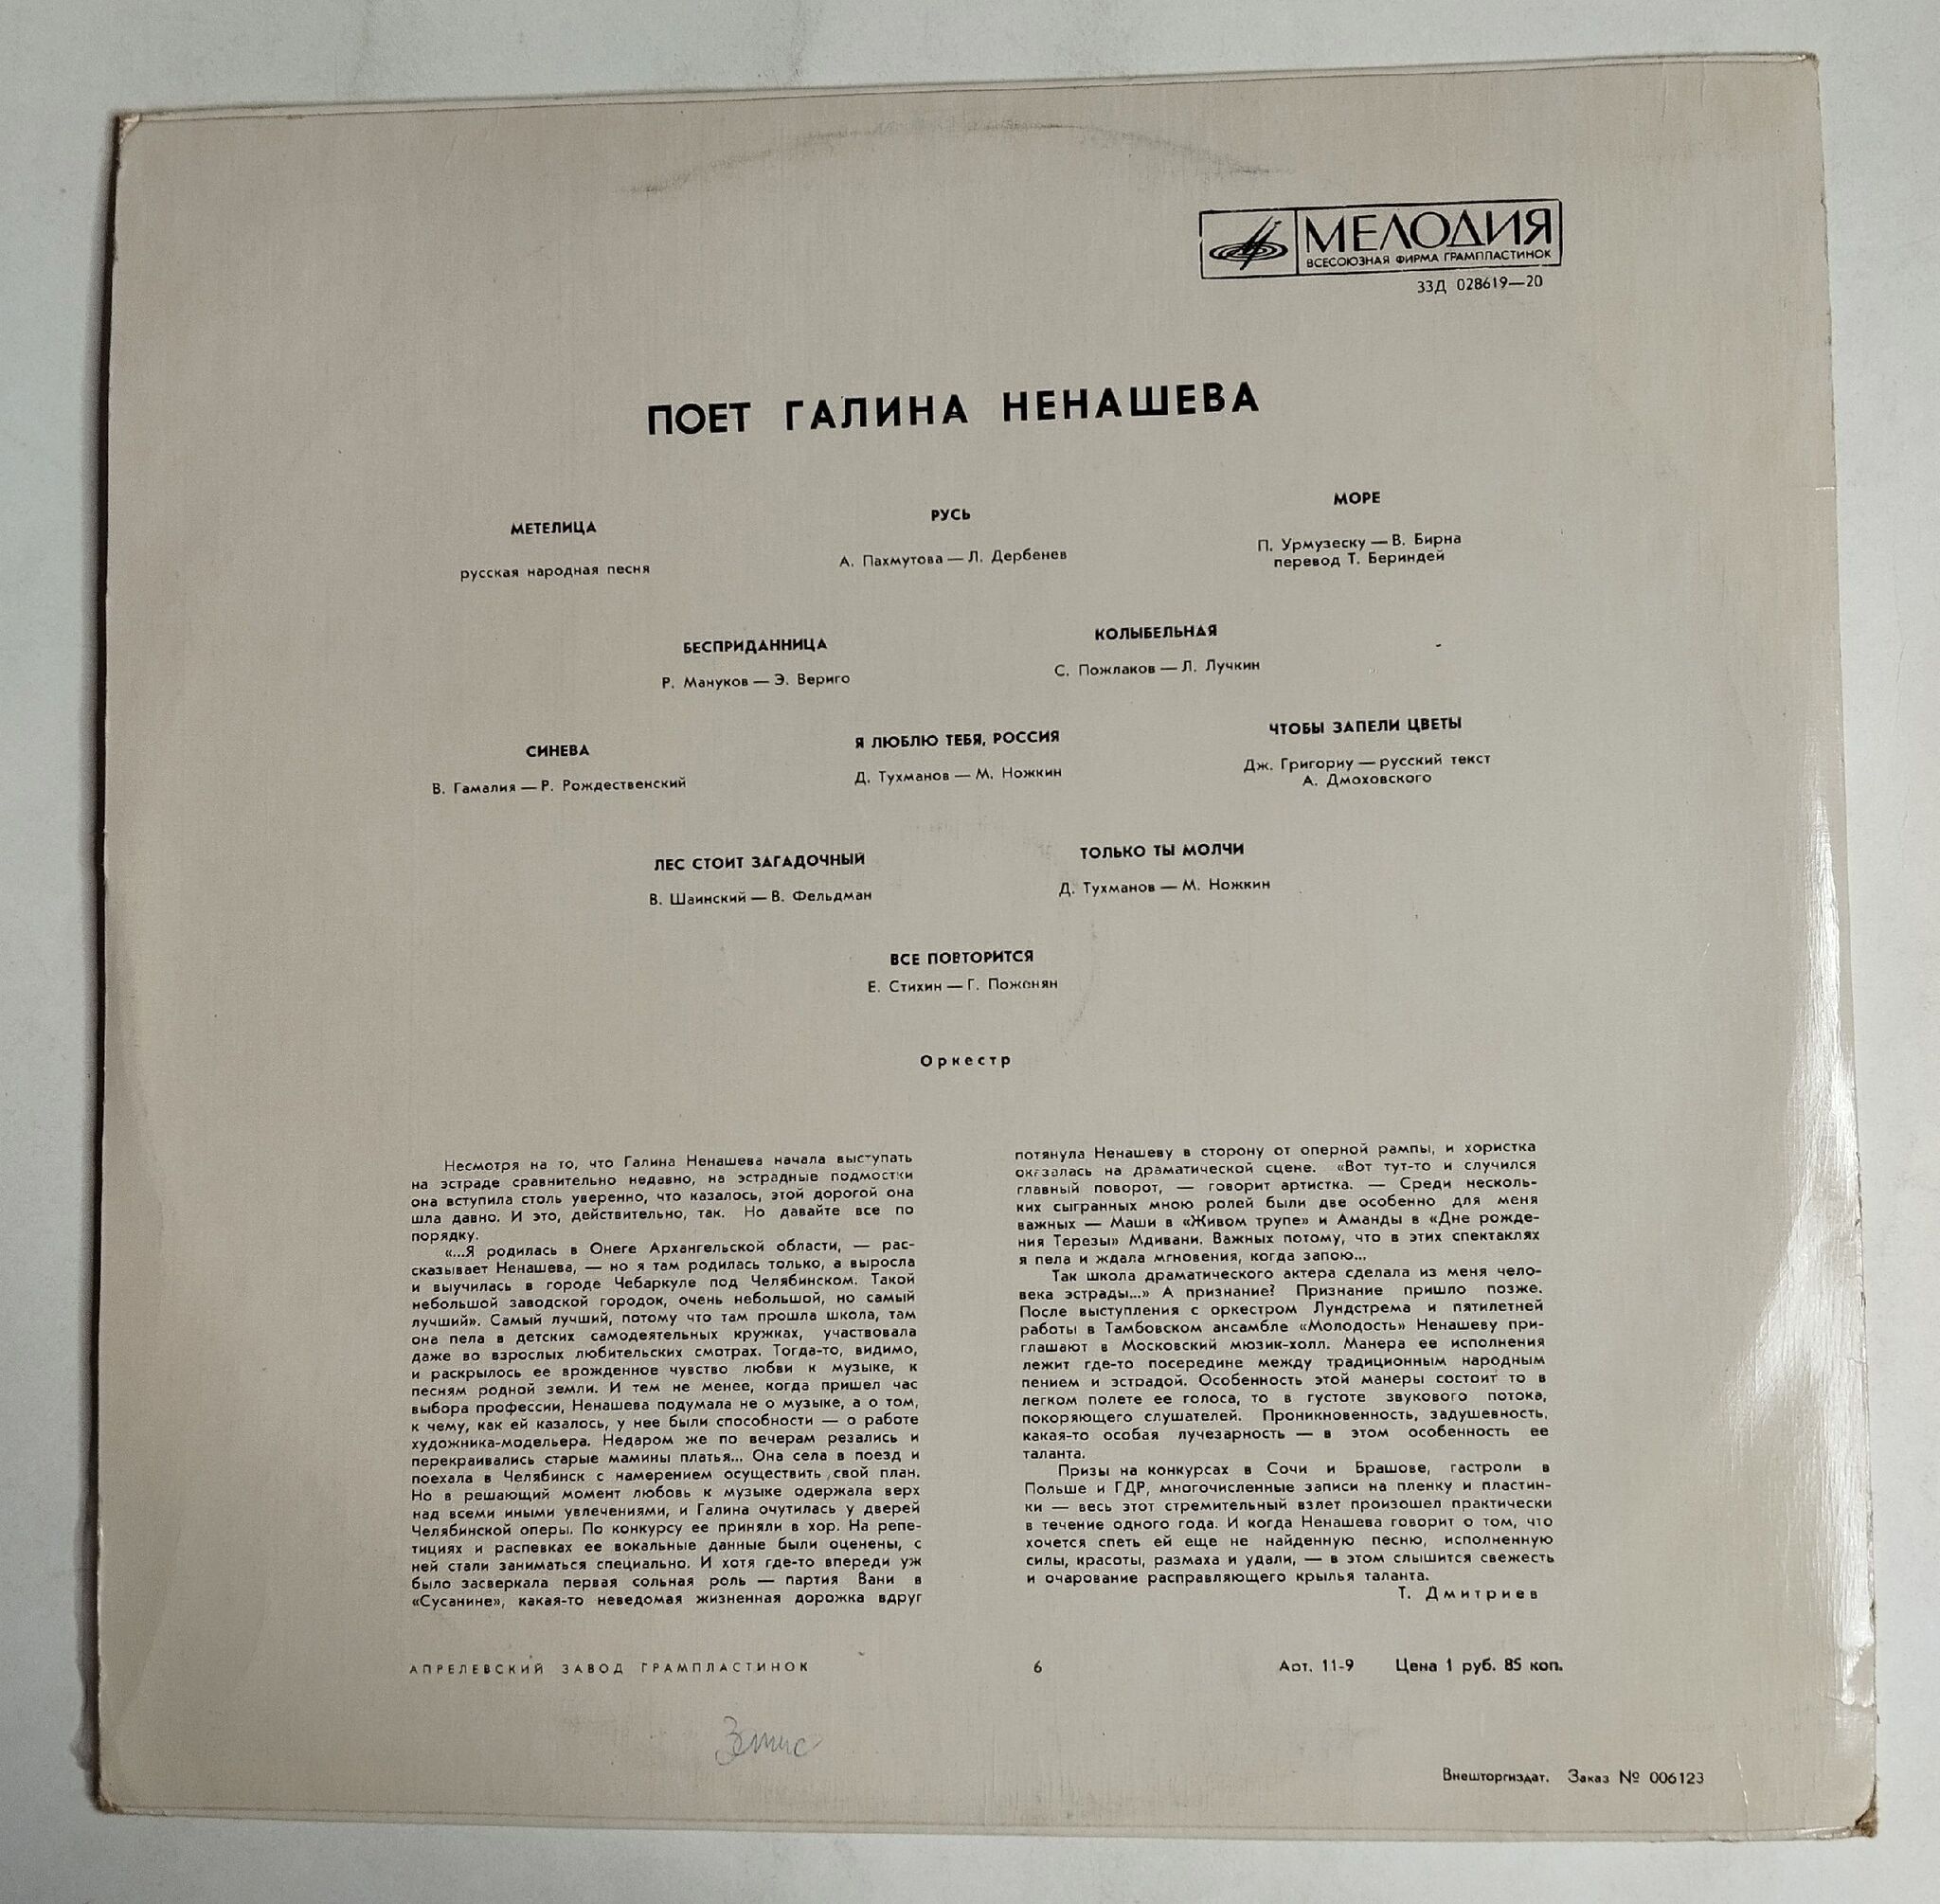 МЕЛОДИЯ
ВСЕСОЮЗНАЯ ФИРМА ГРАМПЛАСТИНОК
33Д 028619—20
ПОЕТ ГАЛИНА НЕНАШЕВА
МЕТЕЛИЦА
русская народная песня
РУСЬ
А. Пахмутова — Л. Дербенев
МОРЕ
П. Урмузеску — В. Бирна
перевод Т. Бериндей
БЕСПРИДАННИЦА
Р. Мануков — Э. Вериго
КОЛЫБЕЛЬНАЯ
С. Пожлаков — Л. Лучкин
СИНЕВА
В. Гамалия — Р. Рождественский
Я ЛЮБЛЮ ТЕБЯ, РОССИЯ
Д. Тухманов — М. Ножкин
ЧТОБЫ ЗАПЕЛИ ЦВЕТЫ
Дж. Григориу — русский текст
А. Дмоховского
ЛЕС СТОИТ ЗАГАДОЧНЫЙ
В. Шаинский — В. Фельдман
ТОЛЬКО ТЫ МОЛЧИ
Д. Тухманов — М. Ножкин
ВСЕ ПОВТОРИТСЯ
Е. Стихин — Г. Поженян
Оркестр
Несмотря на то, что Галина Ненашева начала выступать
на эстраде сравнительно недавно, на эстрадные подмостки
она вступила столь уверенно, что казалось, этой дорогой она
шла давно. И это, действительно, так. Но давайте все по
порядку.
«...Я родилась в Онеге Архангельской области, — рас-
сказывает Ненашева, — но я там родилась только, а выросла
и выучилась в городе Чебаркуле под Челябинском. Такой
небольшой заводской городок, очень небольшой, но самый
лучший». Самый лучший, потому что там прошла школа, там
она пела в детских самодеятельных кружках, участвовала
даже во взрослых любительских смотрах. Тогда-то, видимо,
и раскрылось ее врожденное чувство любви к музыке, к
песням родной земли. И тем не менее, когда пришел час
выбора профессии, Ненашева подумала не о музыке, а о том,
к чему, как ей казалось, у нее были способности — о работе
художника-модельера. Недаром же по вечерам резались и
перекраивались старые мамины платья... Она села в поезд и
поехала в Челябинск с намерением осуществить свой план.
Но в решающий момент любовь к музыке одержала верх
над всеми иными увлечениями, и Галина очутилась у дверей
Челябинской оперы. По конкурсу ее приняли в хор. На репе-
тициях и распевках ее вокальные данные были оценены, с
ней стали заниматься специально. И хотя где-то впереди уж
было засверкала первая сольная роль — партия Вани в
«Сусанине», какая-то неведомая жизненная дорожка вдруг
потянула Ненашеву в сторону от оперной рампы, и хористка
оказалась на драматической сцене. «Вот тут-то и случился
главный поворот, — говорит артистка. — Среди несколь-
ких сыгранных мною ролей были две особенно для меня
важных — Маши в «Живом трупе» и Аманды в «Дне рожде-
ния Терезы» Мдивани. Важных потому, что в этих спектаклях
я пела и ждала мгновения, когда запою...
Так школа драматического актера сделала из меня чело-
века эстрады...» А признание? Признание пришло позже.
После выступления с оркестром Лундстрема и пятилетней
работы в Тамбовском ансамбле «Молодость» Ненашеву при-
глашают в Московский мюзик-холл. Манера ее исполнения
лежит где-то посередине между традиционным народным
пением и эстрадой. Особенность этой манеры состоит то в
легком полете ее голоса, то в густоте звукового потока,
покоряющего слушателей. Проникновенность, задушевность,
какая-то особая лучезарность — в этом особенность ее
таланта.
Призы на конкурсах в Сочи и Брашове, гастроли в
Польше и ГДР, многочисленные записи на пленку и пластин-
ки — весь этот стремительный взлет произошел практически
в течение одного года. И когда Ненашева говорит о том, что
хочется спеть ей еще не найденную песню, исполненную
силы, красоты, размаха и удали, — в этом слышится свежесть
и очарование расправляющего крылья таланта.
Т. Дмитриев
АПРЕЛЕВСКИЙ ЗАВОД ГРАМПЛАСТИНОК
6
Арт. 11-9 Цена 1 руб. 85 коп.
Внешторгиздат. Заказ № 006123